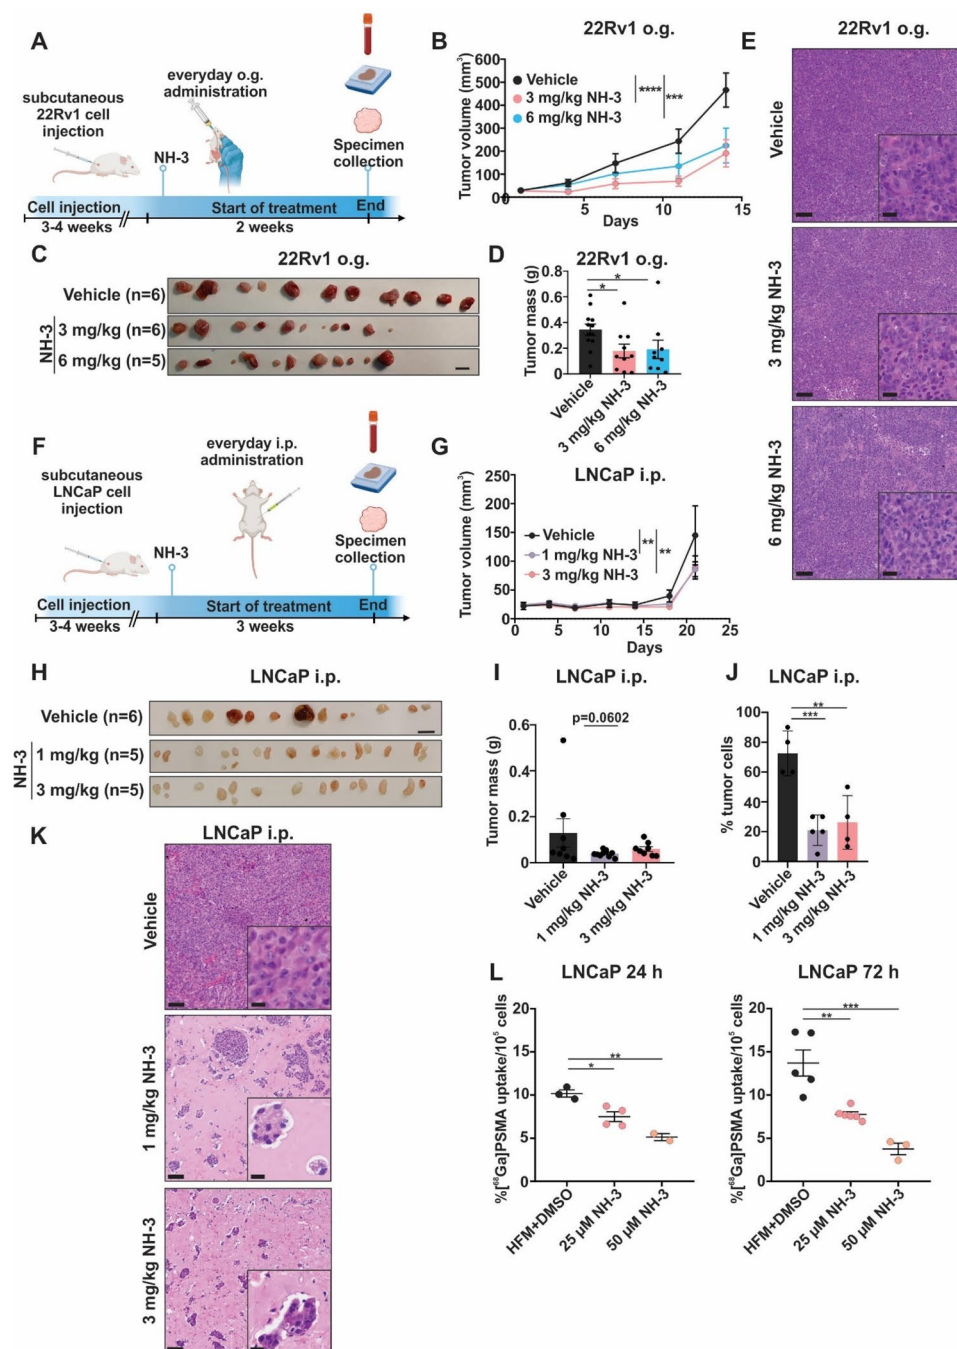 A
subcutaneous
22Rv1 cell
injection
everyday o.g.
administration
NH-3
Specimen
collection
Cell injection
Start of treatment
End
3-4 weeks
2 weeks
B
22Rv1 o.g.
Tumor volume (mm³)
600
500
400
300
200
100
0
0
5
10
15
Days
Vehicle
3 mg/kg NH-3
6 mg/kg NH-3
****
***
C
22Rv1 o.g.
Vehicle (n=6)
NH-3
3 mg/kg (n=6)
6 mg/kg (n=5)
D
22Rv1 o.g.
Tumor mass (g)
0.8
0.6
0.4
0.2
0
*
*
Vehicle
3 mg/kg NH-3
6 mg/kg NH-3
E
22Rv1 o.g.
Vehicle
3 mg/kg NH-3
6 mg/kg NH-3
F
subcutaneous
LNCaP cell
injection
everyday i.p.
administration
NH-3
Specimen
collection
Cell injection
Start of treatment
End
3-4 weeks
3 weeks
G
LNCaP i.p.
Tumor volume (mm³)
250
200
150
100
50
0
0
5
10
15
20
25
Days
Vehicle
1 mg/kg NH-3
3 mg/kg NH-3
**
**
H
LNCaP i.p.
Vehicle (n=6)
NH-3
1 mg/kg (n=5)
3 mg/kg (n=5)
I
LNCaP i.p.
p=0.0602
Tumor mass (g)
0.6
0.4
0.2
0
Vehicle
1 mg/kg NH-3
3 mg/kg NH-3
J
LNCaP i.p.
% tumor cells
100
80
60
40
20
0
**
***
Vehicle
1 mg/kg NH-3
3 mg/kg NH-3
K
LNCaP i.p.
Vehicle
1 mg/kg NH-3
3 mg/kg NH-3
L
LNCaP 24 h
%[⁶⁸Ga]PSMA uptake/10⁵ cells
20
15
10
5
0
**
*
HFM+DMSO
25 µM NH-3
50 µM NH-3
LNCaP 72 h
%[⁶⁸Ga]PSMA uptake/10⁵ cells
20
15
10
5
0
***
**
HFM+DMSO
25 µM NH-3
50 µM NH-3